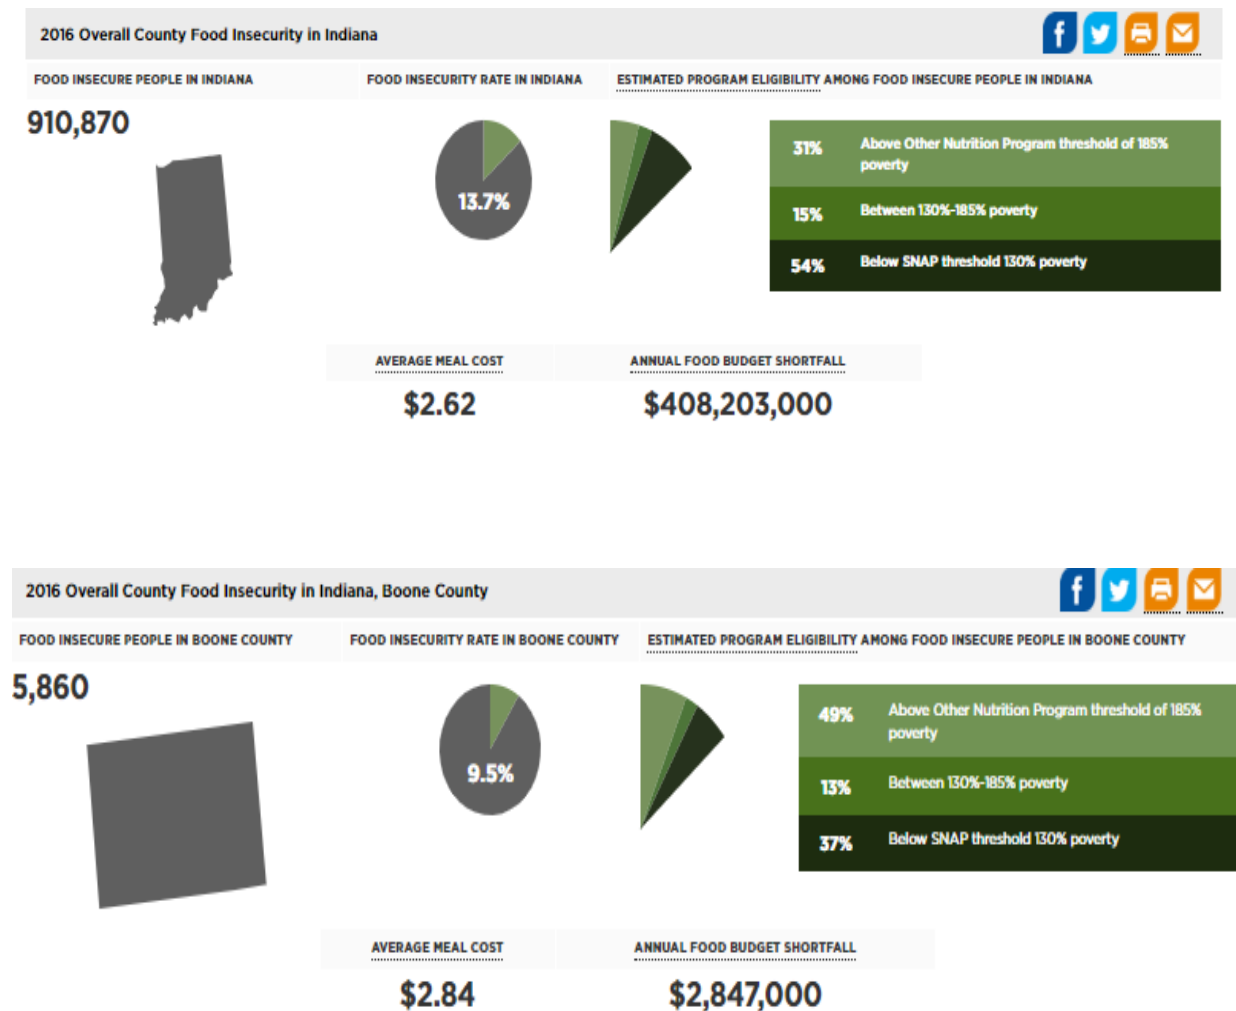 2016 Overall County Food Insecurity in Indiana
FOOD INSECURE PEOPLE IN INDIANA
FOOD INSECURITY RATE IN INDIANA
ESTIMATED PROGRAM ELIGIBILITY AMONG FOOD INSECURE PEOPLE IN INDIANA
910,870
13.7%
31% Above Other Nutrition Program threshold of 185%
poverty
15% Between 130%-185% poverty
54% Below SNAP threshold 130% poverty
AVERAGE MEAL COST
$2.62
ANNUAL FOOD BUDGET SHORTFALL
$408,203,000
2016 Overall County Food Insecurity in Indiana, Boone County
FOOD INSECURE PEOPLE IN BOONE COUNTY
FOOD INSECURITY RATE IN BOONE COUNTY
ESTIMATED PROGRAM ELIGIBILITY AMONG FOOD INSECURE PEOPLE IN BOONE COUNTY
5,860
9.5%
49% Above Other Nutrition Program threshold of 185%
poverty
13% Between 130%-185% poverty
37% Below SNAP threshold 130% poverty
AVERAGE MEAL COST
$2.84
ANNUAL FOOD BUDGET SHORTFALL
$2,847,000